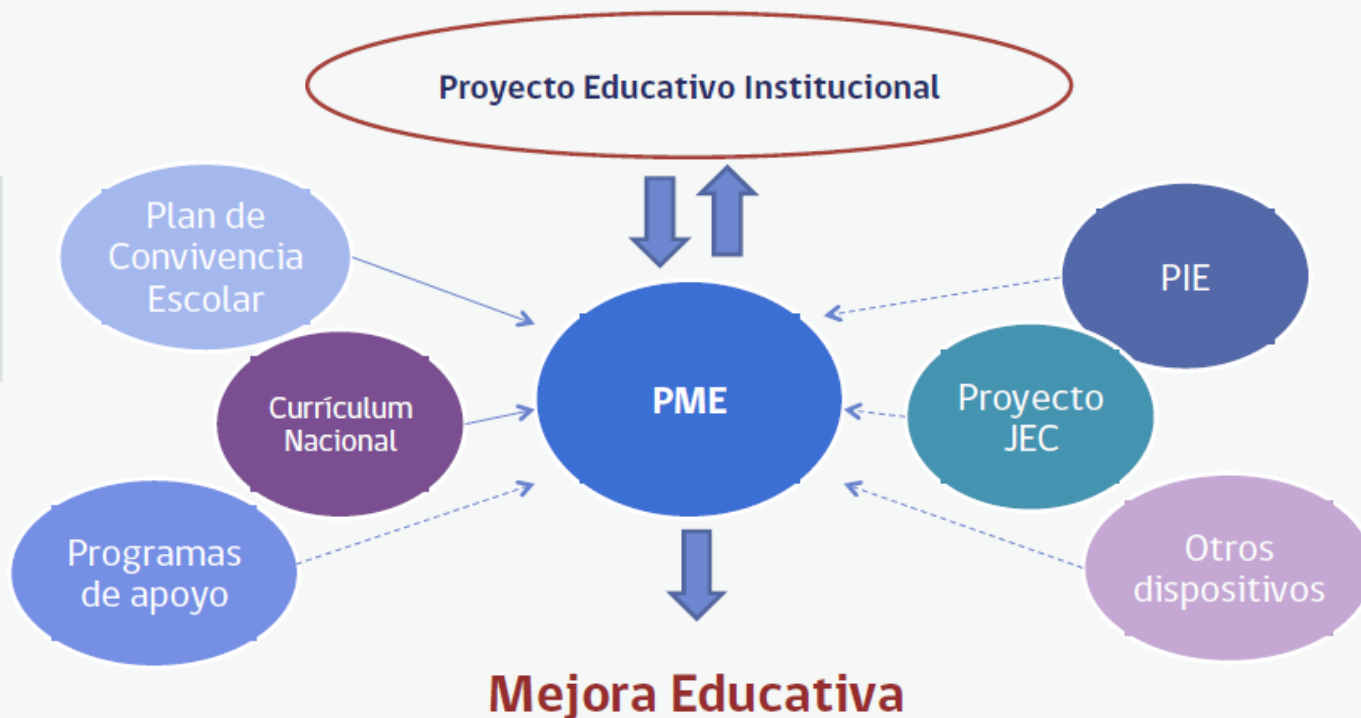 Proyecto Educativo Institucional
Plan de
Convivencia
Escolar
PIE
Currículum
Nacional
PME
Proyecto
JEC
Programas
de apoyo
Otros
dispositivos
Mejora Educativa